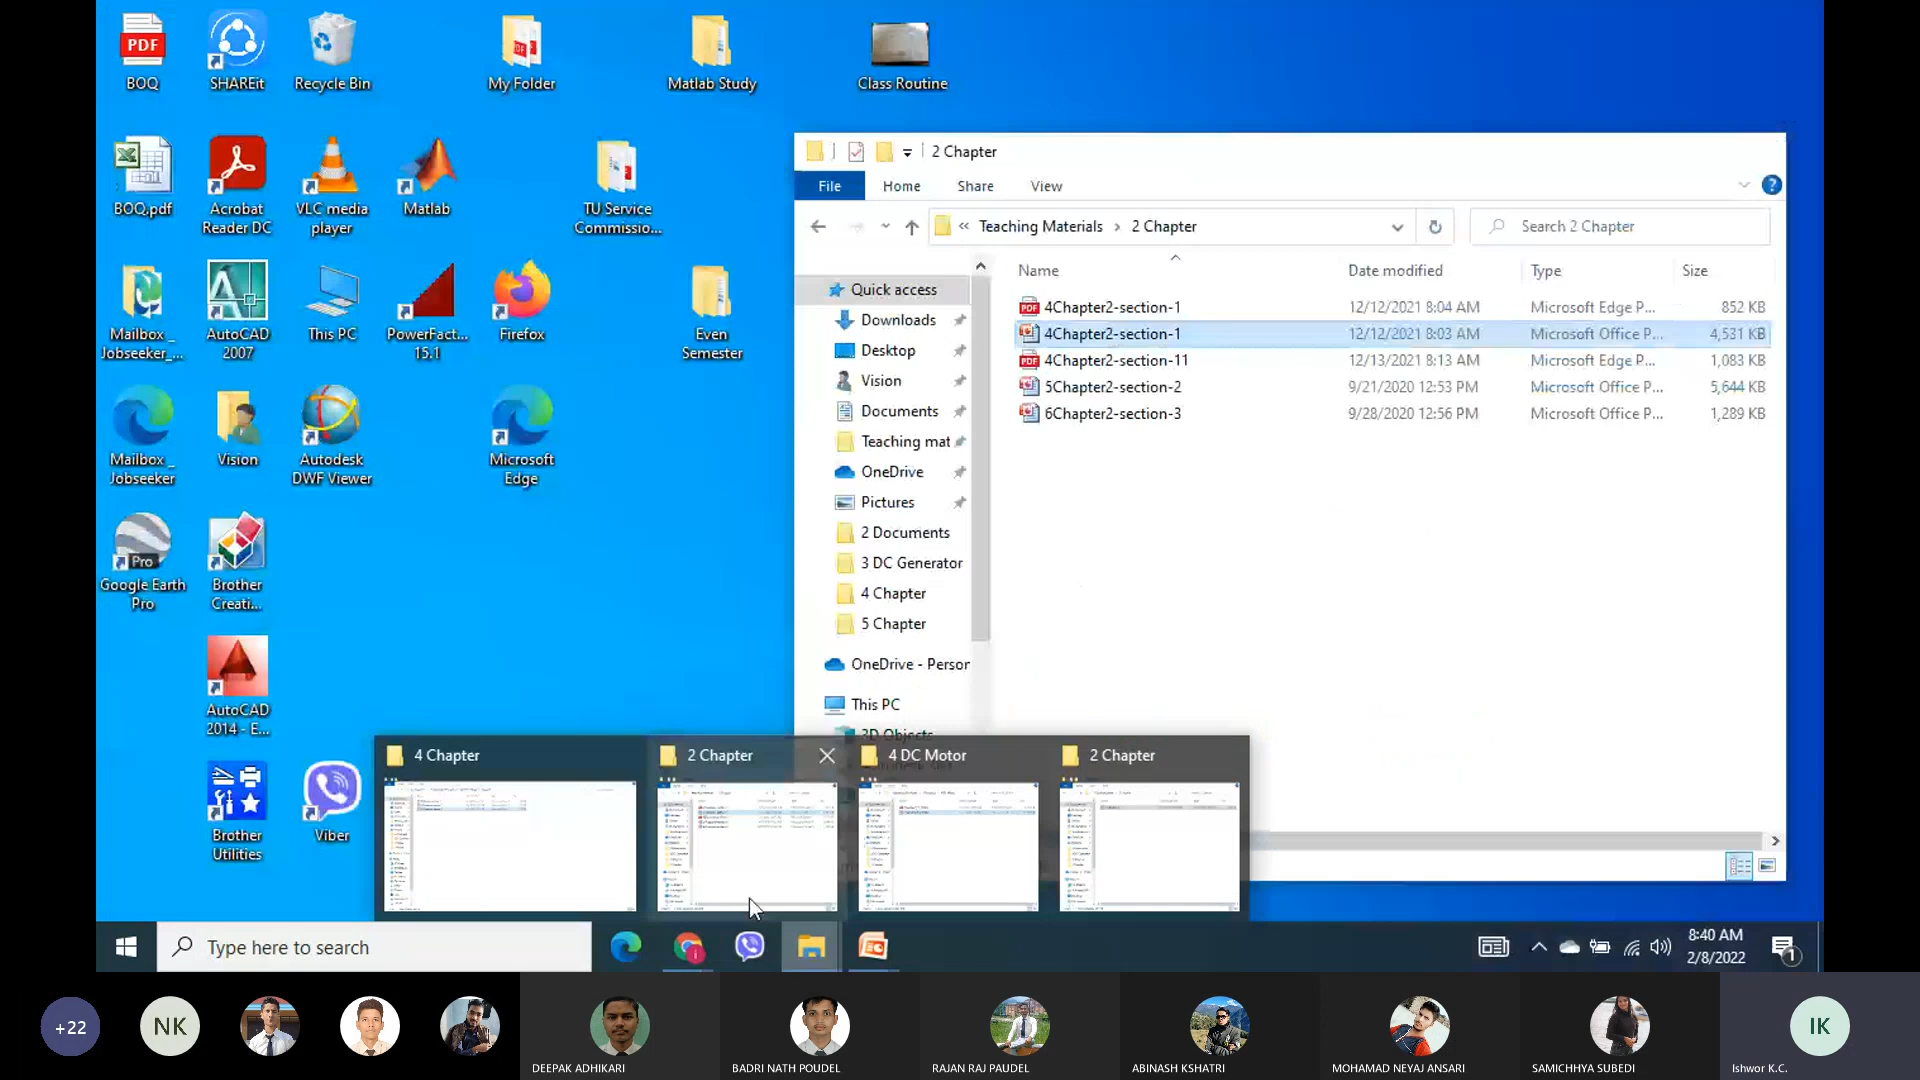 BOQ
SHAREit
Recycle Bin
My Folder
Matlab Study
Class Routine
BOQ.pdf
Acrobat
Reader DC
VLC media
player
Matlab
TU Service
Commissio...
Mailbox _
Jobseeker_...
AutoCAD
2007
This PC
PowerFact...
15.1
Firefox
Even
Semester
Mailbox _
Jobseeker
Vision
Autodesk
DWF Viewer
Microsoft
Edge
Pro
Google Earth
Pro
Brother
Creati...
AutoCAD
2014 - E...
Brother
Utilities
Viber
2 Chapter
File
Home
Share
View
« Teaching Materials > 2 Chapter
Search 2 Chapter
Name
Date modified
Type
Size
4Chapter2-section-1 12/12/2021 8:04 AM Microsoft Edge P... 852 KB
4Chapter2-section-1 12/12/2021 8:03 AM Microsoft Office P... 4,531 KB
4Chapter2-section-11 12/13/2021 8:13 AM Microsoft Edge P... 1,083 KB
5Chapter2-section-2 9/21/2020 12:53 PM Microsoft Office P... 5,644 KB
6Chapter2-section-3 9/28/2020 12:56 PM Microsoft Office P... 1,289 KB
Quick access
Downloads
Desktop
Vision
Documents
Teaching mat
OneDrive
Pictures
2 Documents
3 DC Generator
4 Chapter
5 Chapter
OneDrive - Person
This PC
3D Objects
4 Chapter
2 Chapter
4 DC Motor
2 Chapter
Type here to search
8:40 AM
2/8/2022
1
+22
NK
DEEPAK ADHIKARI
BADRI NATH POUDEL
RAJAN RAJ PAUDEL
ABINASH KSHATRI
MOHAMAD NEYAJ ANSARI
SAMICHHYA SUBEDI
IK
Ishwor K.C.